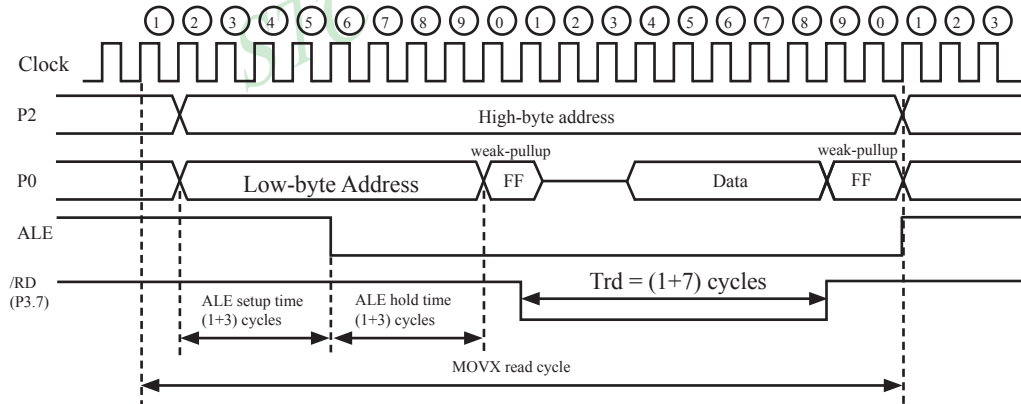 1 2 3 4 5 6 7 8 9 0 1 2 3 4 5 6 7 8 9 0 1 2 3
STC
Clock
P2
High-byte address
weak-pullup
weak-pullup
P0
Low-byte Address
FF
Data
FF
ALE
/RD
(P3.7)
Trd = (1+7) cycles
ALE setup time
(1+3) cycles
ALE hold time
(1+3) cycles
MOVX read cycle